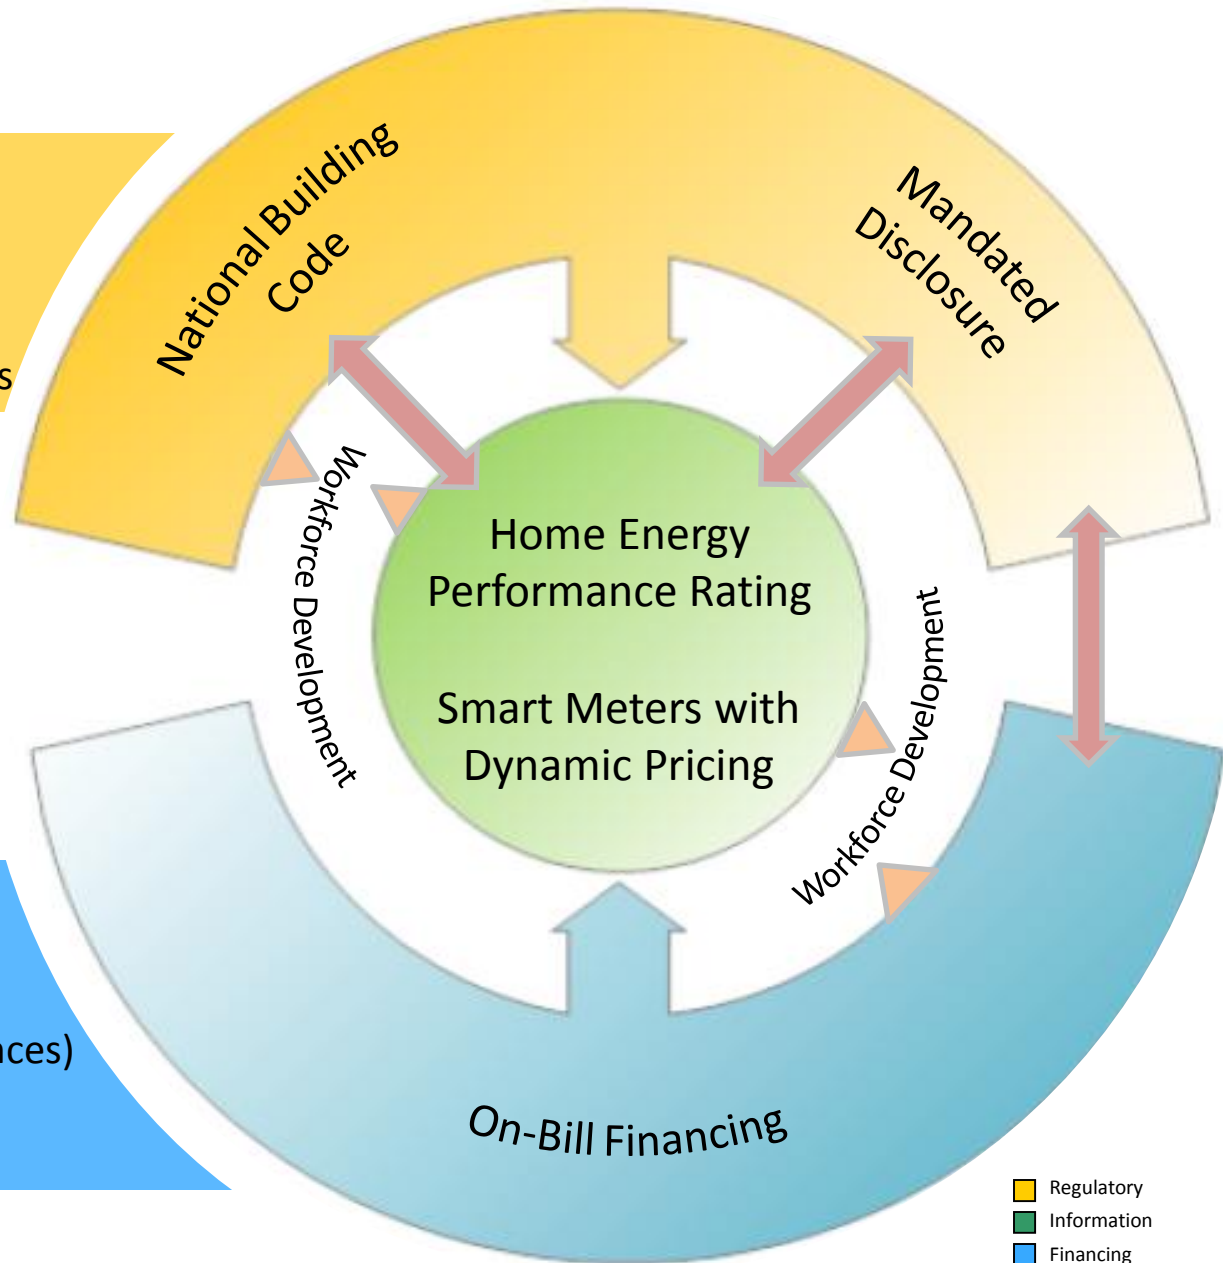 National Building
Code
Mandated
Disclosure
s
Workforce Development
Home Energy
Performance Rating
Smart Meters with
Dynamic Pricing
Workforce Development
nces)
On-Bill Financing
Regulatory
Information
Financing